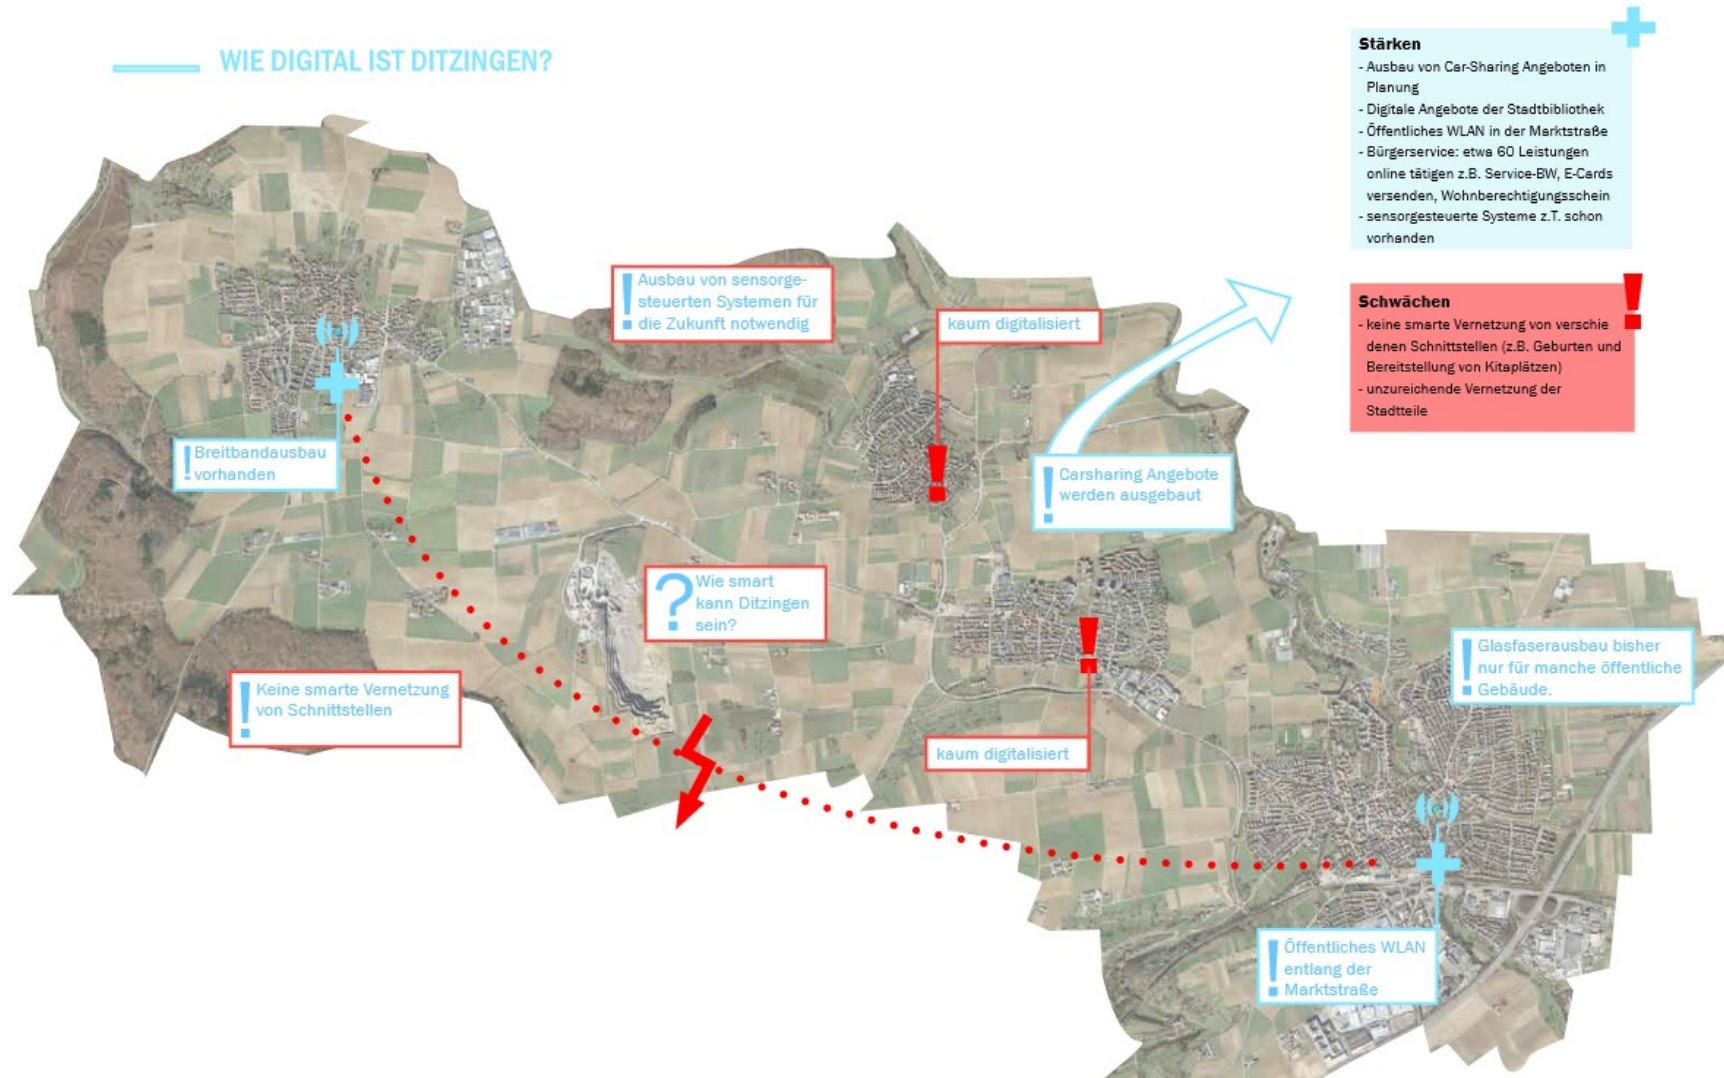 WIE DIGITAL IST DITZINGEN?
Stärken
- Ausbau von Car-Sharing Angeboten in
Planung
- Digitale Angebote der Stadtbibliothek
- Öffentliches WLAN in der Marktstraße
- Bürgerservice: etwa 60 Leistungen
online tätigen z.B. Service-BW, E-Cards
versenden, Wohnberechtigungsschein
- sensorgesteuerte Systeme z.T. schon
vorhanden
Schwächen
- keine smarte Vernetzung von verschie
denen Schnittstellen (z.B. Geburten und
Bereitstellung von Kitaplätzen)
- unzureichende Vernetzung der
Stadtteile
! Ausbau von sensorge-
steuerten Systemen für
die Zukunft notwendig
kaum digitalisiert
! Breitbandausbau
vorhanden
! Carsharing Angebote
werden ausgebaut
? Wie smart
kann Ditzingen
sein?
! Keine smarte Vernetzung
von Schnittstellen
! Glasfaserausbau bisher
nur für manche öffentliche
Gebäude.
kaum digitalisiert
! Öffentliches WLAN
entlang der
Marktstraße